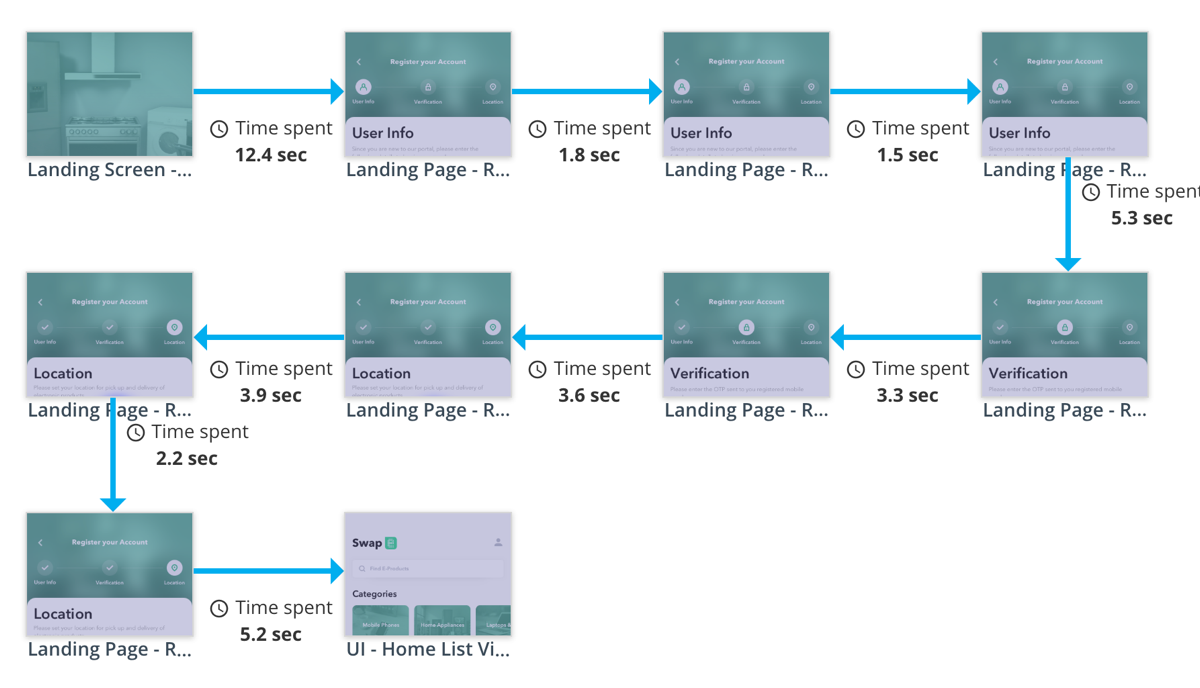 Time spent
12.4 sec
Landing Screen -...
Register your Account
User Info
Verification
Location
User Info
Since you are new to our portal, please enter the
Landing Page - R...
Time spent
1.8 sec
Register your Account
User Info
Verification
Location
User Info
Since you are new to our portal, please enter the
Landing Page - R...
Time spent
1.5 sec
Register your Account
User Info
Verification
Location
User Info
Since you are new to our portal, please enter the
Landing Page - R...
Time spent
5.3 sec
Register your Account
User Info
Verification
Location
Verification
Please enter the OTP sent to you registered mobile
Landing Page - R...
Time spent
3.3 sec
Register your Account
User Info
Verification
Location
Verification
Please enter the OTP sent to you registered mobile
Landing Page - R...
Time spent
3.6 sec
Register your Account
User Info
Verification
Location
Location
Please set your location for pick up and delivery of
Landing Page - R...
Time spent
3.9 sec
Register your Account
User Info
Verification
Location
Location
Please set your location for pick up and delivery of
Landing Page - R...
Time spent
2.2 sec
Register your Account
User Info
Verification
Location
Location
Please set your location for pick up and delivery of
Landing Page - R...
Time spent
5.2 sec
Swap
Find E-Products
Categories
Mobile Phones
Home Appliances
Laptops &
UI - Home List Vi...